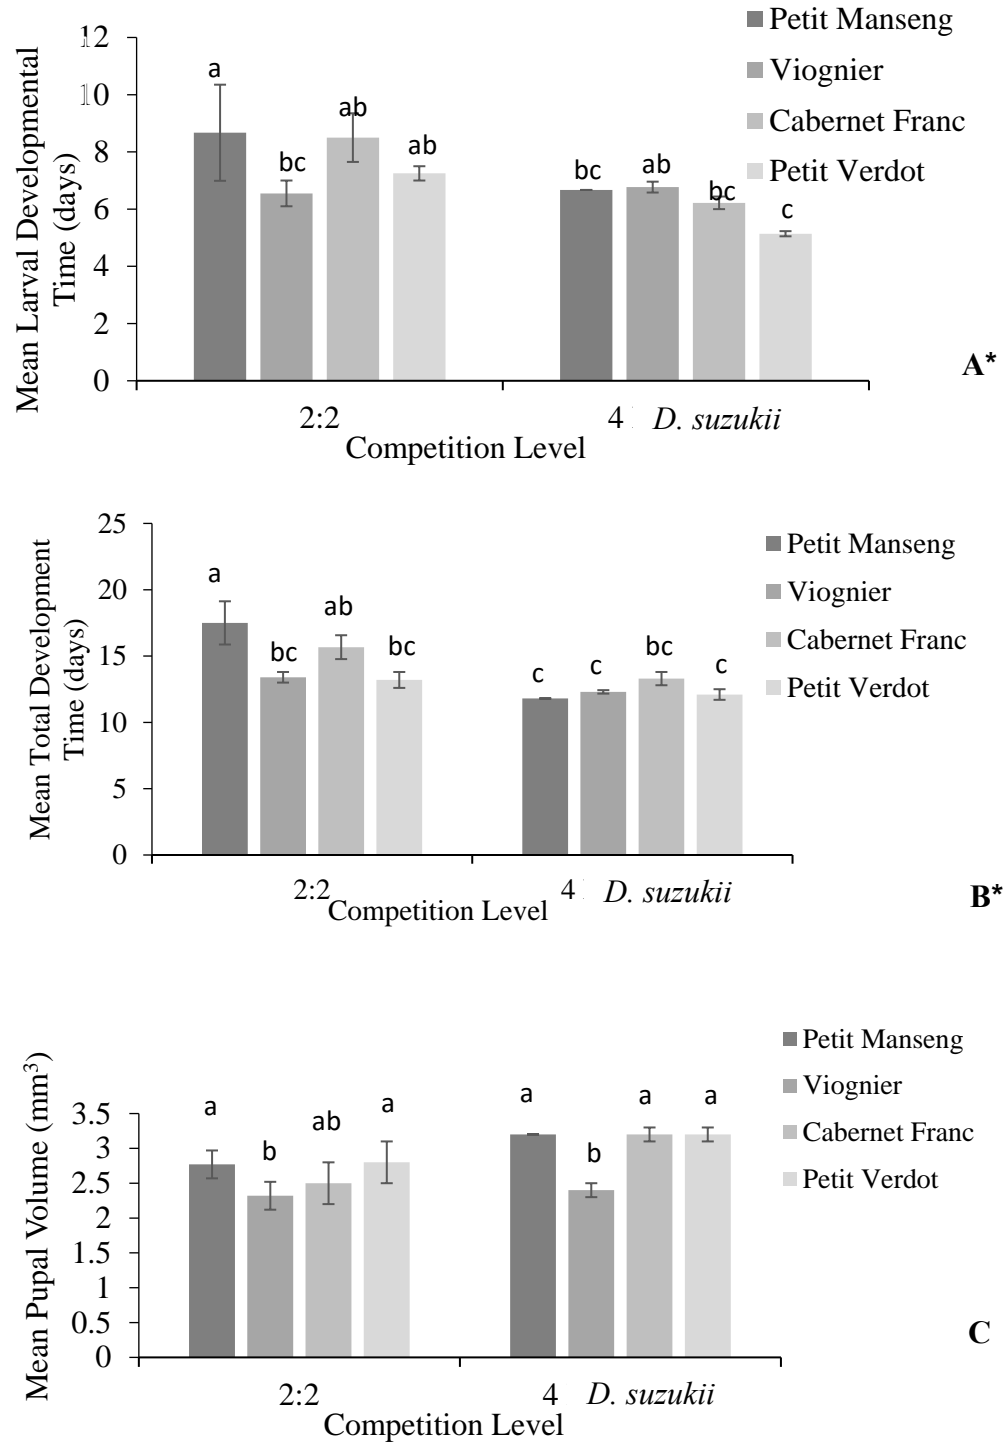 Petit Manseng
Viognier
Cabernet Franc
Petit Verdot
Mean Larval Developmental
Time (days)
12
10
8
6
4
2
0
a
bc
ab
ab
bc
ab
bc
c
2:2
4 D. suzukii
Competition Level
A*
Petit Manseng
Viognier
Cabernet Franc
Petit Verdot
Mean Total Development
Time (days)
25
20
15
10
5
0
a
bc
ab
bc
c
c
bc
c
2:2
4 D. suzukii
Competition Level
B*
Petit Manseng
Viognier
Cabernet Franc
Petit Verdot
Mean Pupal Volume (mm³)
3.5
3
2.5
2
1.5
1
0.5
0
a
b
ab
a
a
b
a
a
2:2
4 D. suzukii
Competition Level
C